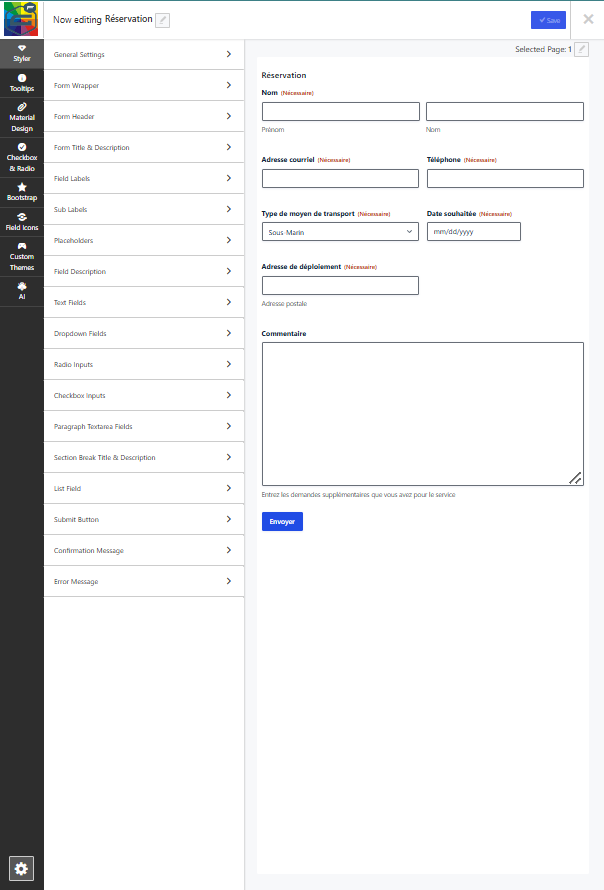 Now editing Réservation
Save
Selected Page: 1
Styler
Tooltips
Material
Design
Checkbox
& Radio
Bootstrap
Field Icons
Custom
Themes
AI
General Settings
Form Wrapper
Form Header
Form Title & Description
Field Labels
Sub Labels
Placeholders
Field Description
Text Fields
Dropdown Fields
Radio Inputs
Checkbox Inputs
Paragraph Textarea Fields
Section Break Title & Description
List Field
Submit Button
Confirmation Message
Error Message
Réservation
Nom (Nécessaire)
Prénom Nom
Adresse courriel (Nécessaire) Téléphone (Nécessaire)
Type de moyen de transport (Nécessaire) Date souhaitée (Nécessaire)
Sous-Marin mm/dd/yyyy
Adresse de déploiement (Nécessaire)
Adresse postale
Commentaire
Entrez les demandes supplémentaires que vous avez pour le service
Envoyer